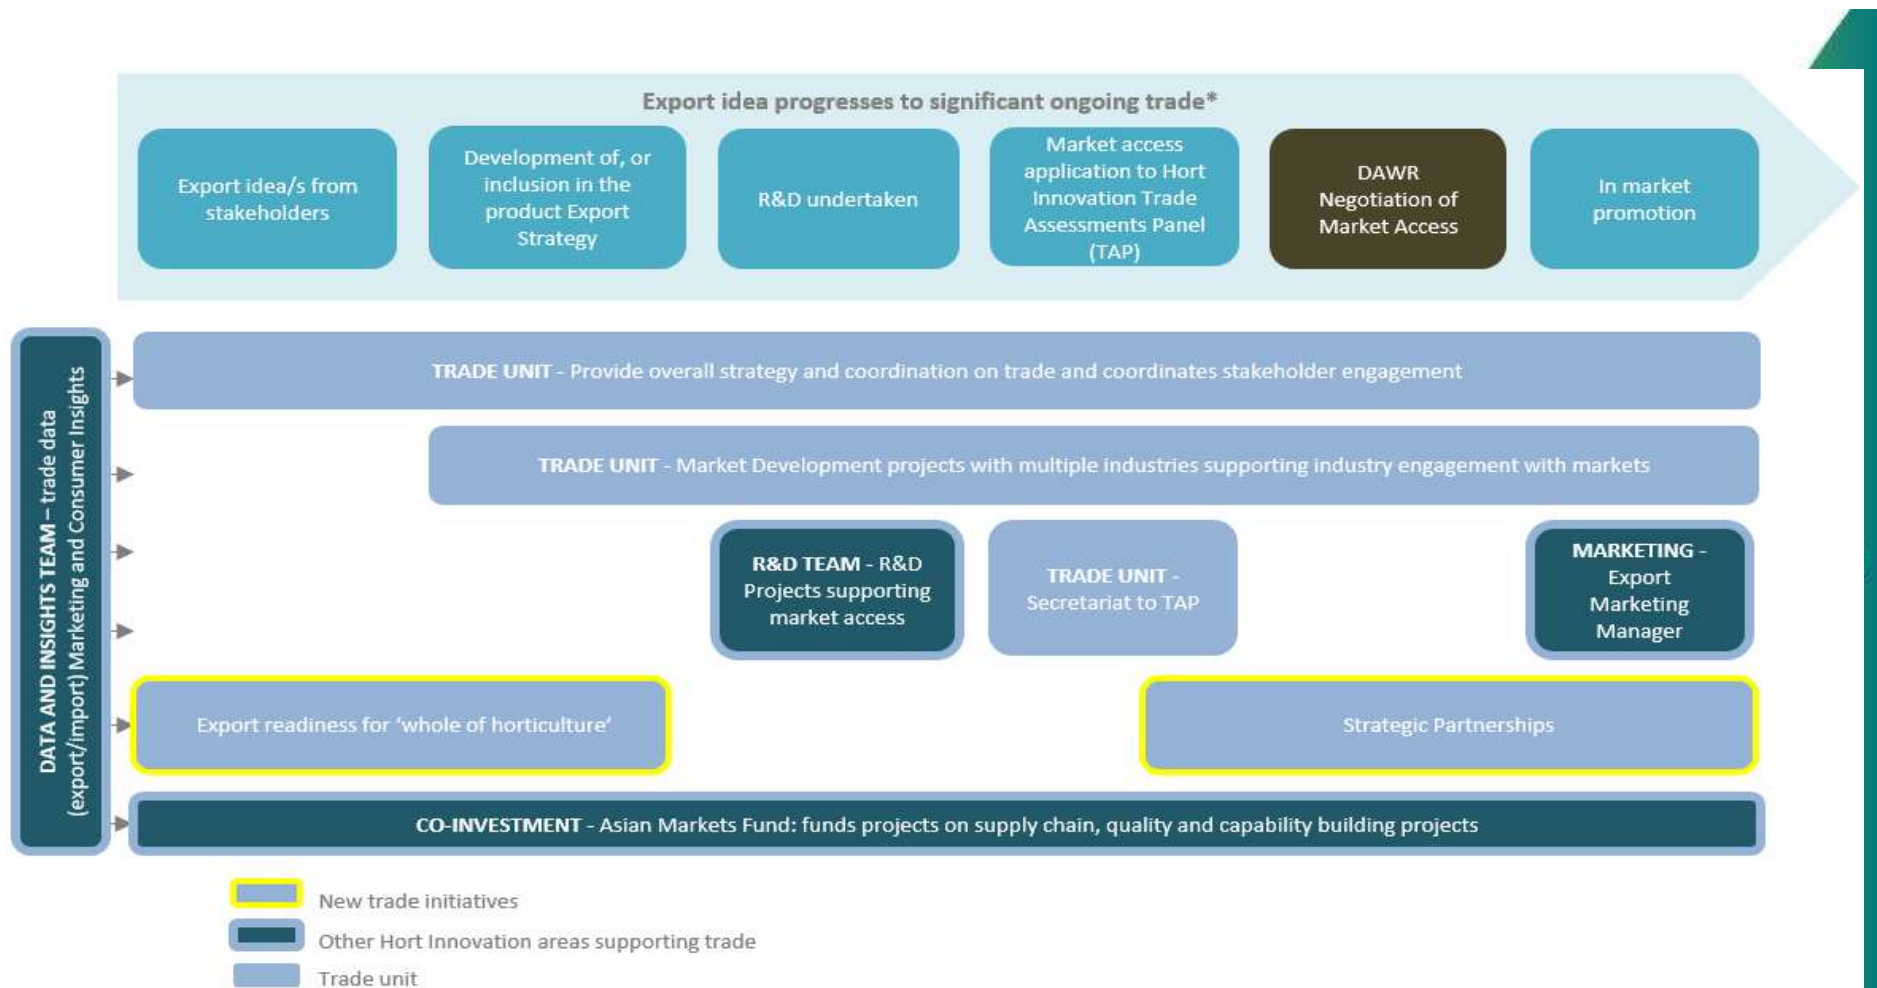 Export idea progresses to significant ongoing trade*
Export idea/s from
stakeholders
Development of, or
inclusion in the
product Export
Strategy
R&D undertaken
Market access
application to Hort
Innovation Trade
Assessments Panel
(TAP)
DAWR
Negotiation of
Market Access
In market
promotion
DATA AND INSIGHTS TEAM – trade data
(export/import) Marketing and Consumer Insights
TRADE UNIT - Provide overall strategy and coordination on trade and coordinates stakeholder engagement
TRADE UNIT - Market Development projects with multiple industries supporting industry engagement with markets
R&D TEAM - R&D
Projects supporting
market access
TRADE UNIT -
Secretariat to TAP
MARKETING -
Export
Marketing
Manager
Export readiness for ‘whole of horticulture’
Strategic Partnerships
CO-INVESTMENT - Asian Markets Fund: funds projects on supply chain, quality and capability building projects
New trade initiatives
Other Hort Innovation areas supporting trade
Trade unit